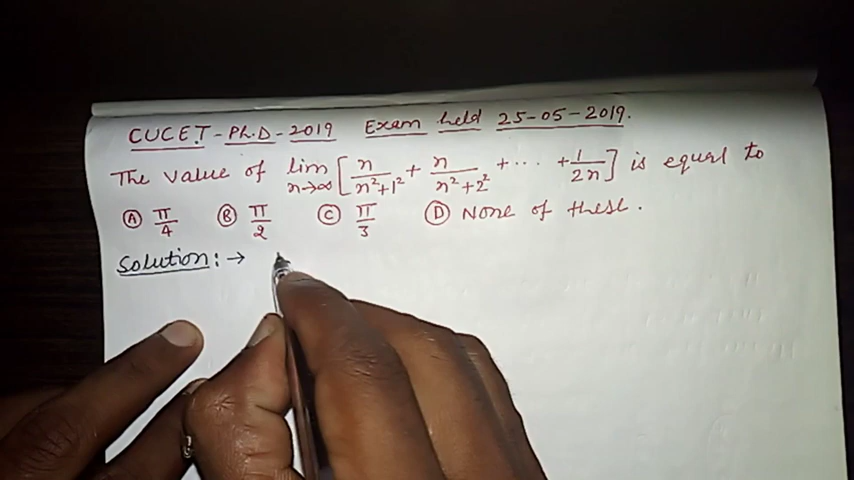 CUCET-Ph.D-2019 Exam held 25-05-2019.
The value of lim n→∞ [n/(n²+1²) + n/(n²+2²) + ... + 1/2n] is equal to
(A) π/4 (B) π/2 (C) π/3 (D) None of these.
Solution:→